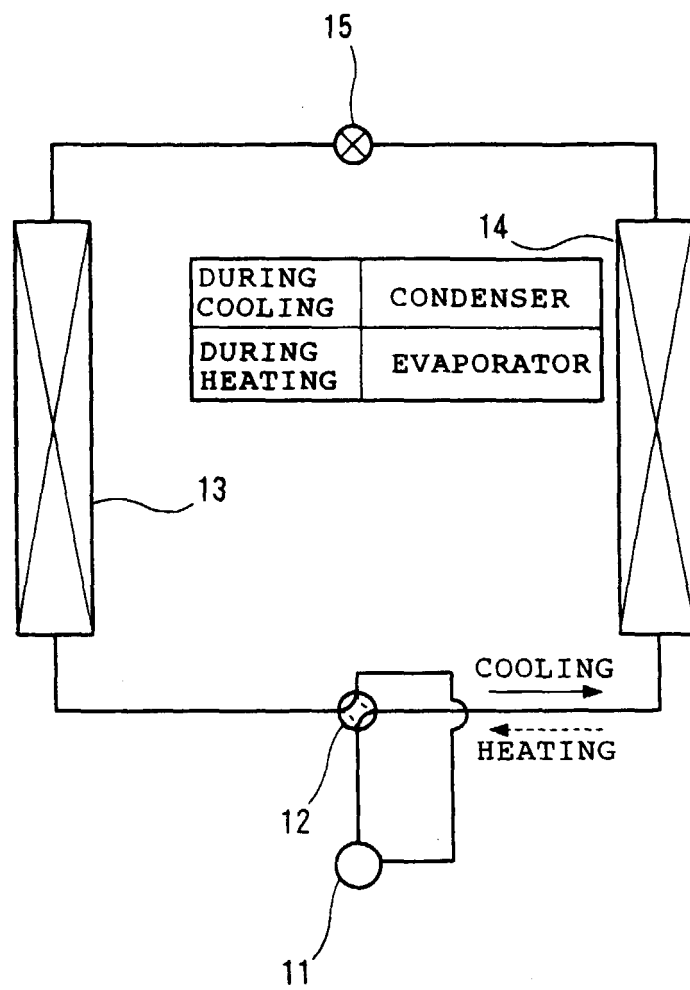 15
14
DURING
COOLING
CONDENSER
DURING
HEATING
EVAPORATOR
13
COOLING
HEATING
12
11